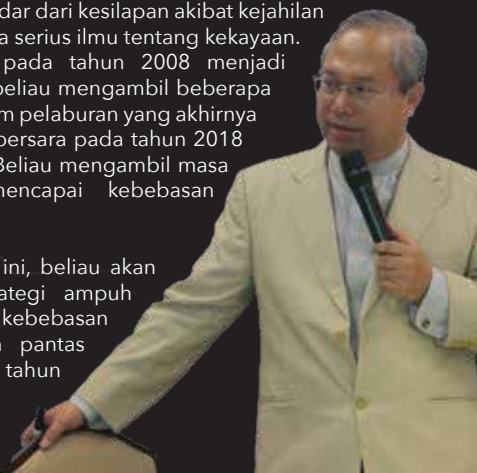 dar dari kesilapan akibat kejahilan
a serius ilmu tentang kekayaan.
pada tahun 2008 menjadi
beliau mengambil beberapa
m pelaburan yang akhirnya
bersara pada tahun 2018
Beliau mengambil masa
mencapai kebebasan
ini, beliau akan
ategi ampuh
kebebasan
pantas
tahun